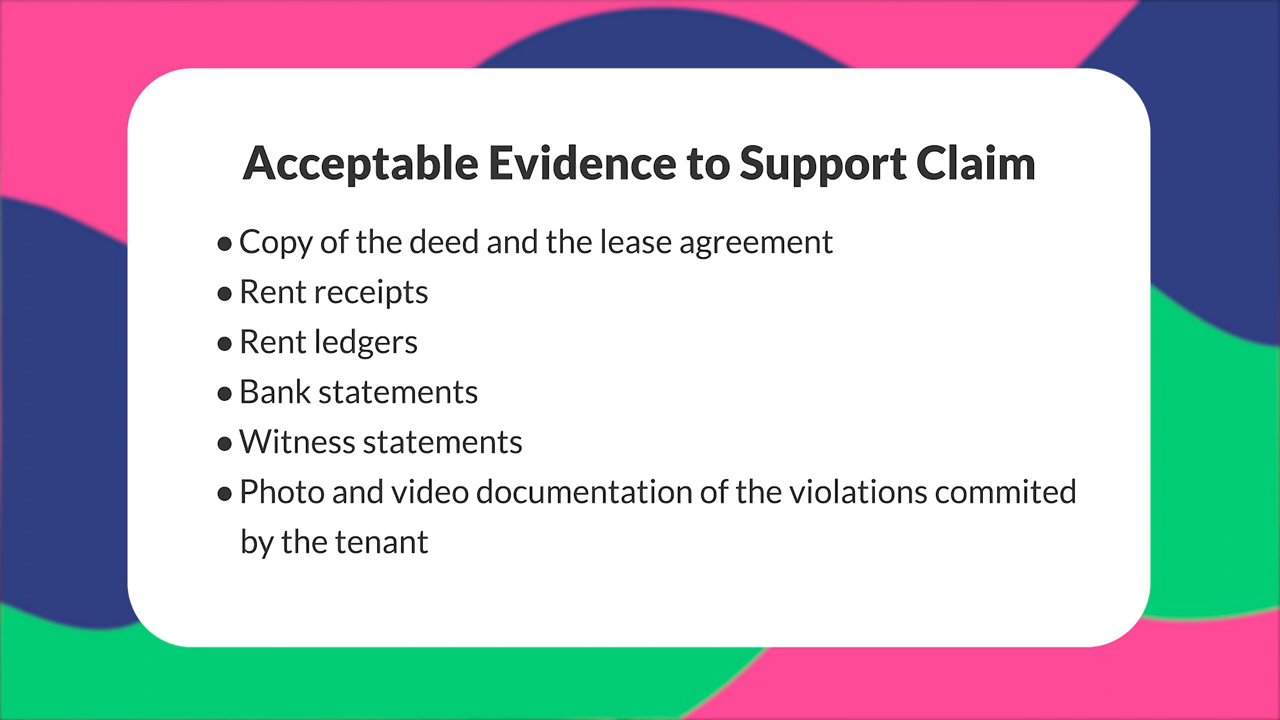 Acceptable Evidence to Support Claim
● Copy of the deed and the lease agreement
● Rent receipts
● Rent ledgers
● Bank statements
● Witness statements
● Photo and video documentation of the violations commited
by the tenant